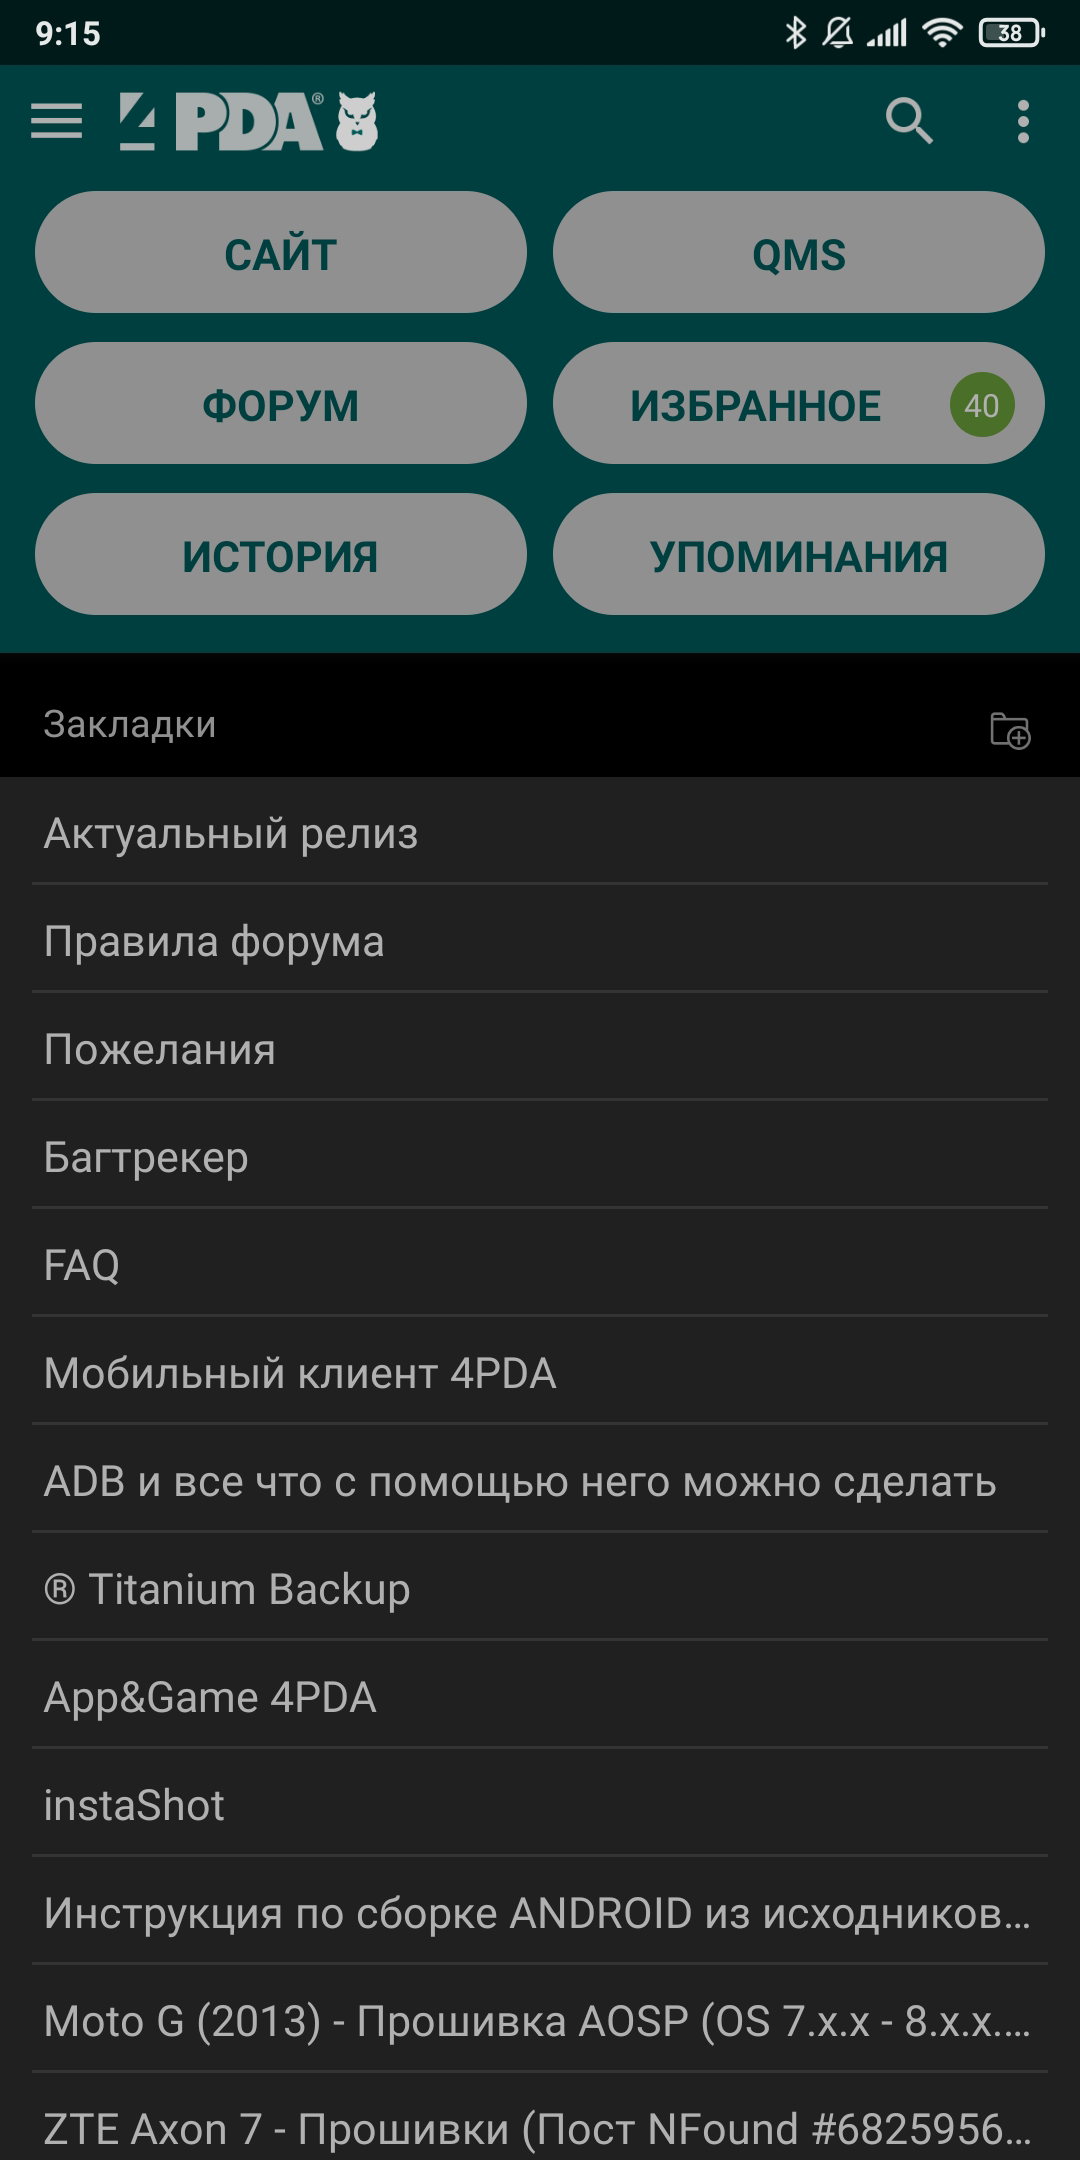 9:15
38
4PDA®
САЙТ
QMS
ФОРУМ
ИЗБРАННОЕ 40
ИСТОРИЯ
УПОМИНАНИЯ
Закладки
Актуальный релиз
Правила форума
Пожелания
Багтрекер
FAQ
Мобильный клиент 4PDA
ADB и все что с помощью него можно сделать
® Titanium Backup
App&Game 4PDA
instaShot
Инструкция по сборке ANDROID из исходников...
Moto G (2013) - Прошивка AOSP (OS 7.x.x - 8.x.x....
ZTE Axon 7 - Прошивки (Пост NFound #6825956...